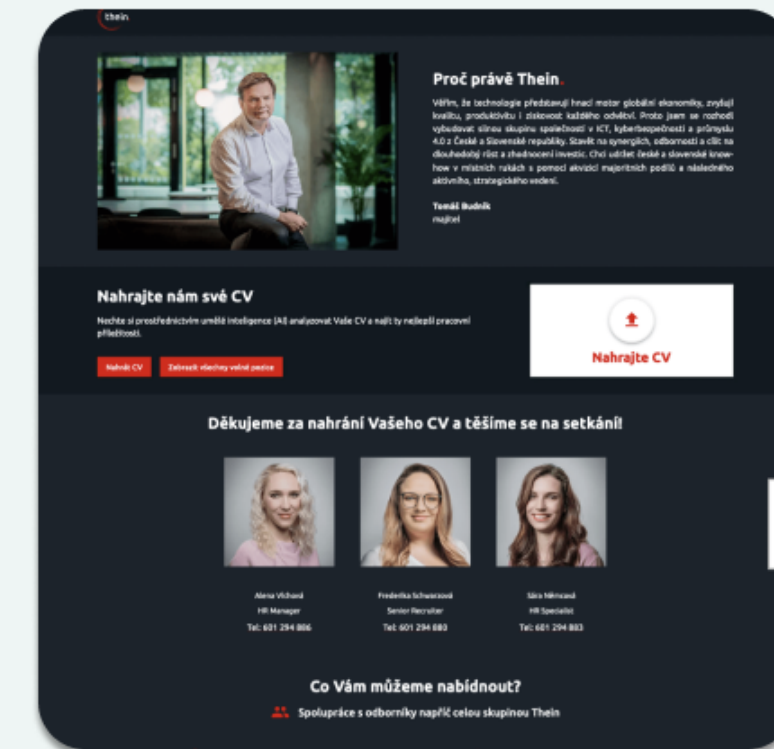 thein
Proč právě Thein.
Věřím, že technologie představují hnací motor globální ekonomiky, zvyšují
kvalitu, produktivitu i ziskovost každého odvětví. Proto jsem se rozhodl
vybudovat silnou skupinu společností v ICT, kyberbezpečnosti a průmyslu
4.0 z České a Slovenské republiky. Stavět na synergiích, odbornosti a cílit na
dlouhodobý růst a zhodnocení investic. Chci udržet české a slovenské know-
how v místních rukách s pomocí akvizicí majoritních podílů a následného
aktivního, strategického vedení.
Tomáš Budník
majitel
Nahrajte nám své CV
Nechte si prostřednictvím umělé inteligence (AI) analyzovat Vaše CV a najít ty nejlepší pracovní
příležitosti.
Nahrát CV
Zobrazit všechny volné pozice
Nahrajte CV
Děkujeme za nahrání Vašeho CV a těšíme se na setkání!
Alena Vlchová
HR Manager
Tel: 601 294 886
Frederika Schwarzová
Senior Recruiter
Tel: 601 294 880
Sára Němcová
HR Specialist
Tel: 601 294 883
Co Vám můžeme nabídnout?
Spolupráce s odborníky napříč celou skupinou Thein